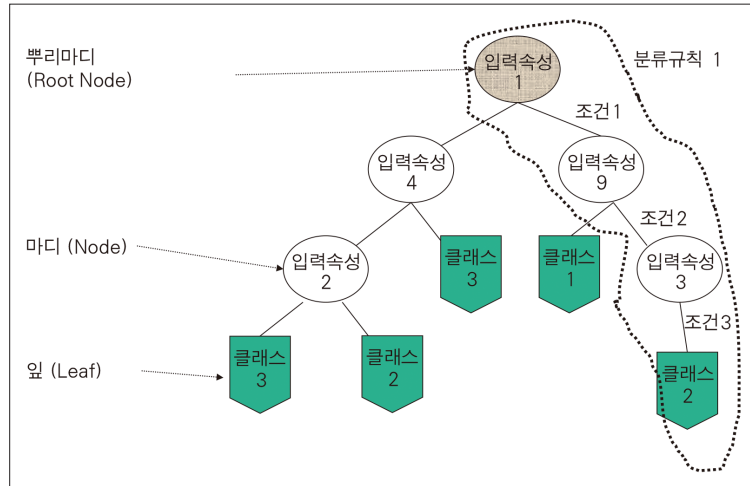 뿌리마디
(Root Node)
입력속성
1
분류규칙 1
조건1
입력속성
4
입력속성
9
마디 (Node)
입력속성
2
클래스
3
클래스
1
조건2
입력속성
3
조건3
잎 (Leaf)
클래스
3
클래스
2
클래스
2